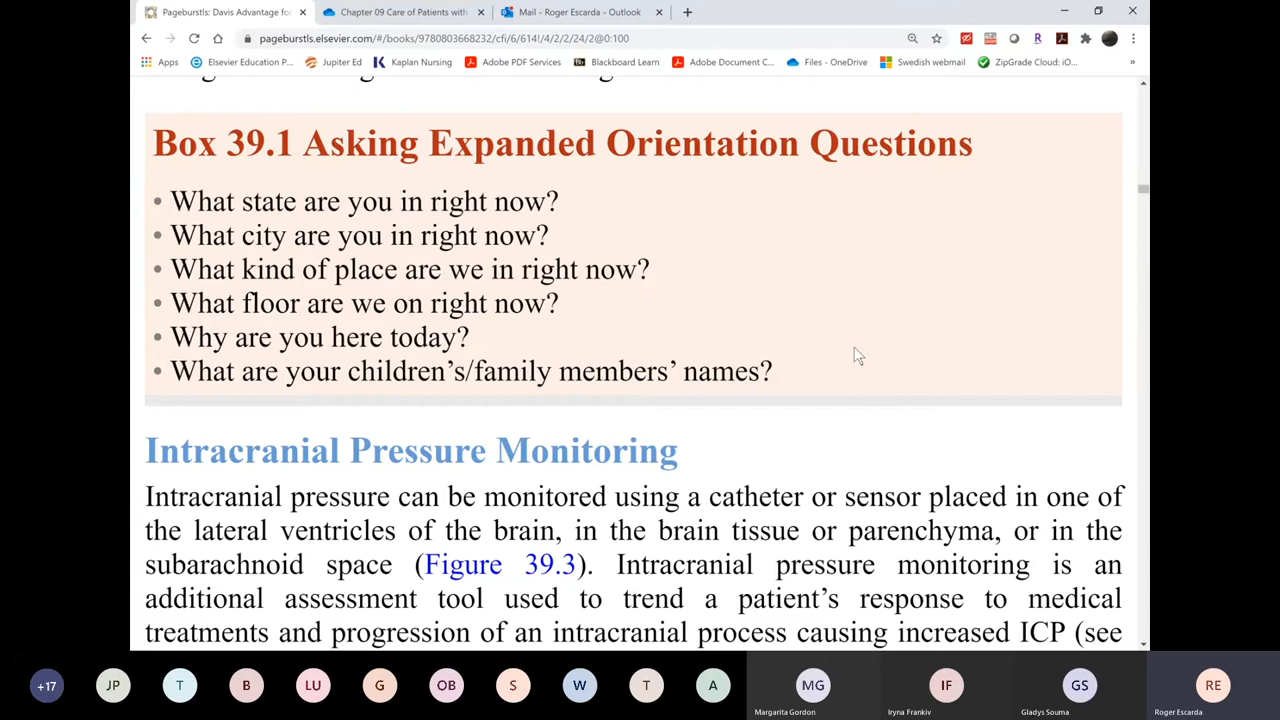 Pageburstls: Davis Advantage for
Chapter 09 Care of Patients with
Mail - Roger Escarda - Outlook
pageburstls.elsevier.com/#/books/9780803668232/cfi/6/614!/4/2/2/24/2@0:100
Apps
Elsevier Education P...
Jupiter Ed
Kaplan Nursing
Adobe PDF Services
Blackboard Learn
Adobe Document C...
Files - OneDrive
Swedish webmail
ZipGrade Cloud: iO...
»
Box 39.1 Asking Expanded Orientation Questions
• What state are you in right now?
• What city are you in right now?
• What kind of place are we in right now?
• What floor are we on right now?
• Why are you here today?
• What are your children’s/family members’ names?
Intracranial Pressure Monitoring
Intracranial pressure can be monitored using a catheter or sensor placed in one of
the lateral ventricles of the brain, in the brain tissue or parenchyma, or in the
subarachnoid space (Figure 39.3). Intracranial pressure monitoring is an
additional assessment tool used to trend a patient’s response to medical
treatments and progression of an intracranial process causing increased ICP (see
+17
JP
T
B
LU
G
OB
S
W
T
A
MG
IF
GS
RE
Margarita Gordon
Iryna Frankiv
Gladys Souma
Roger Escarda